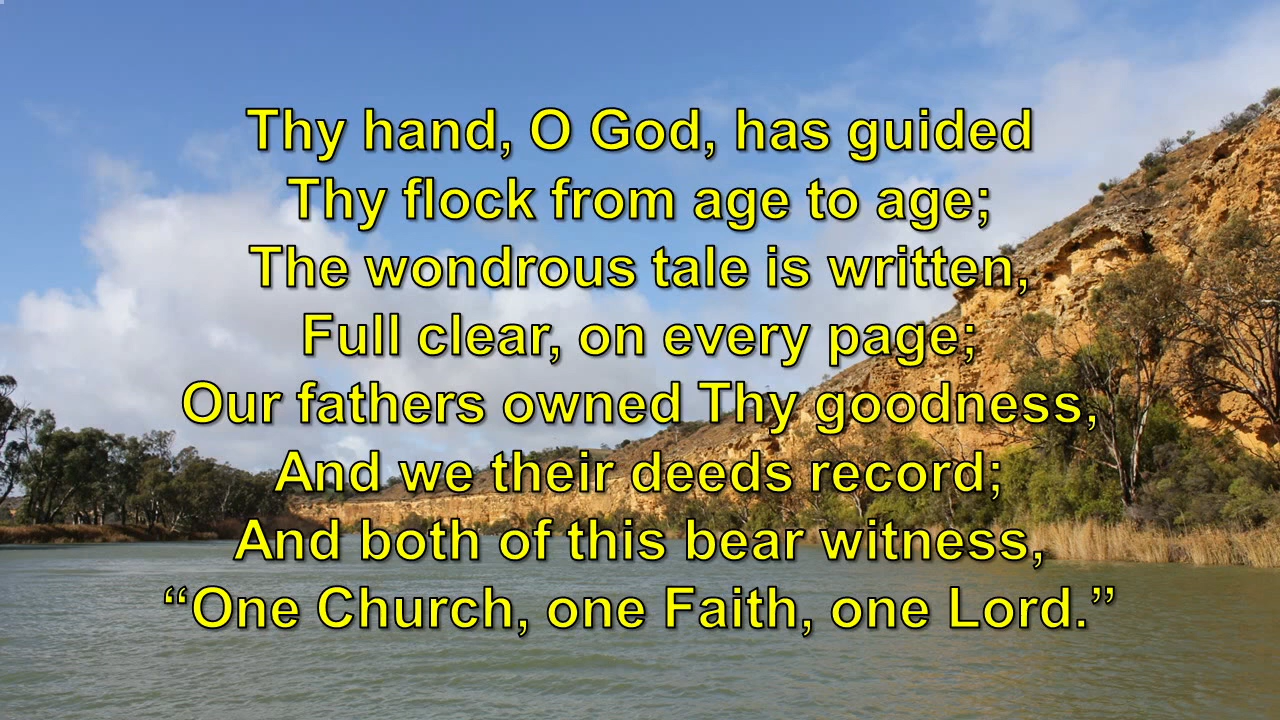 Thy hand, O God, has guided
Thy flock from age to age;
The wondrous tale is written,
Full clear, on every page;
Our fathers owned Thy goodness,
And we their deeds record;
And both of this bear witness,
“One Church, one Faith, one Lord.”